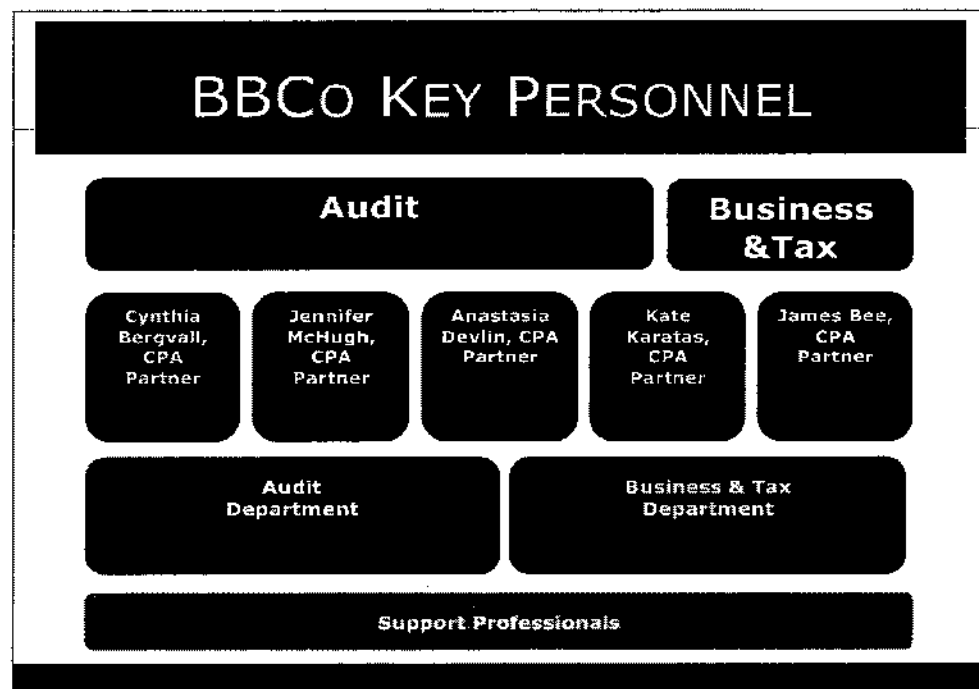 BBCo Key Personnel
Audit
Business
&Tax
Cynthia
Bergvall,
CPA
Partner
Jennifer
McHugh,
CPA
Partner
Anastasia
Devlin, CPA
Partner
Kate
Karatas,
CPA
Partner
James Bee,
CPA
Partner
Audit
Department
Business & Tax
Department
Support Professionals